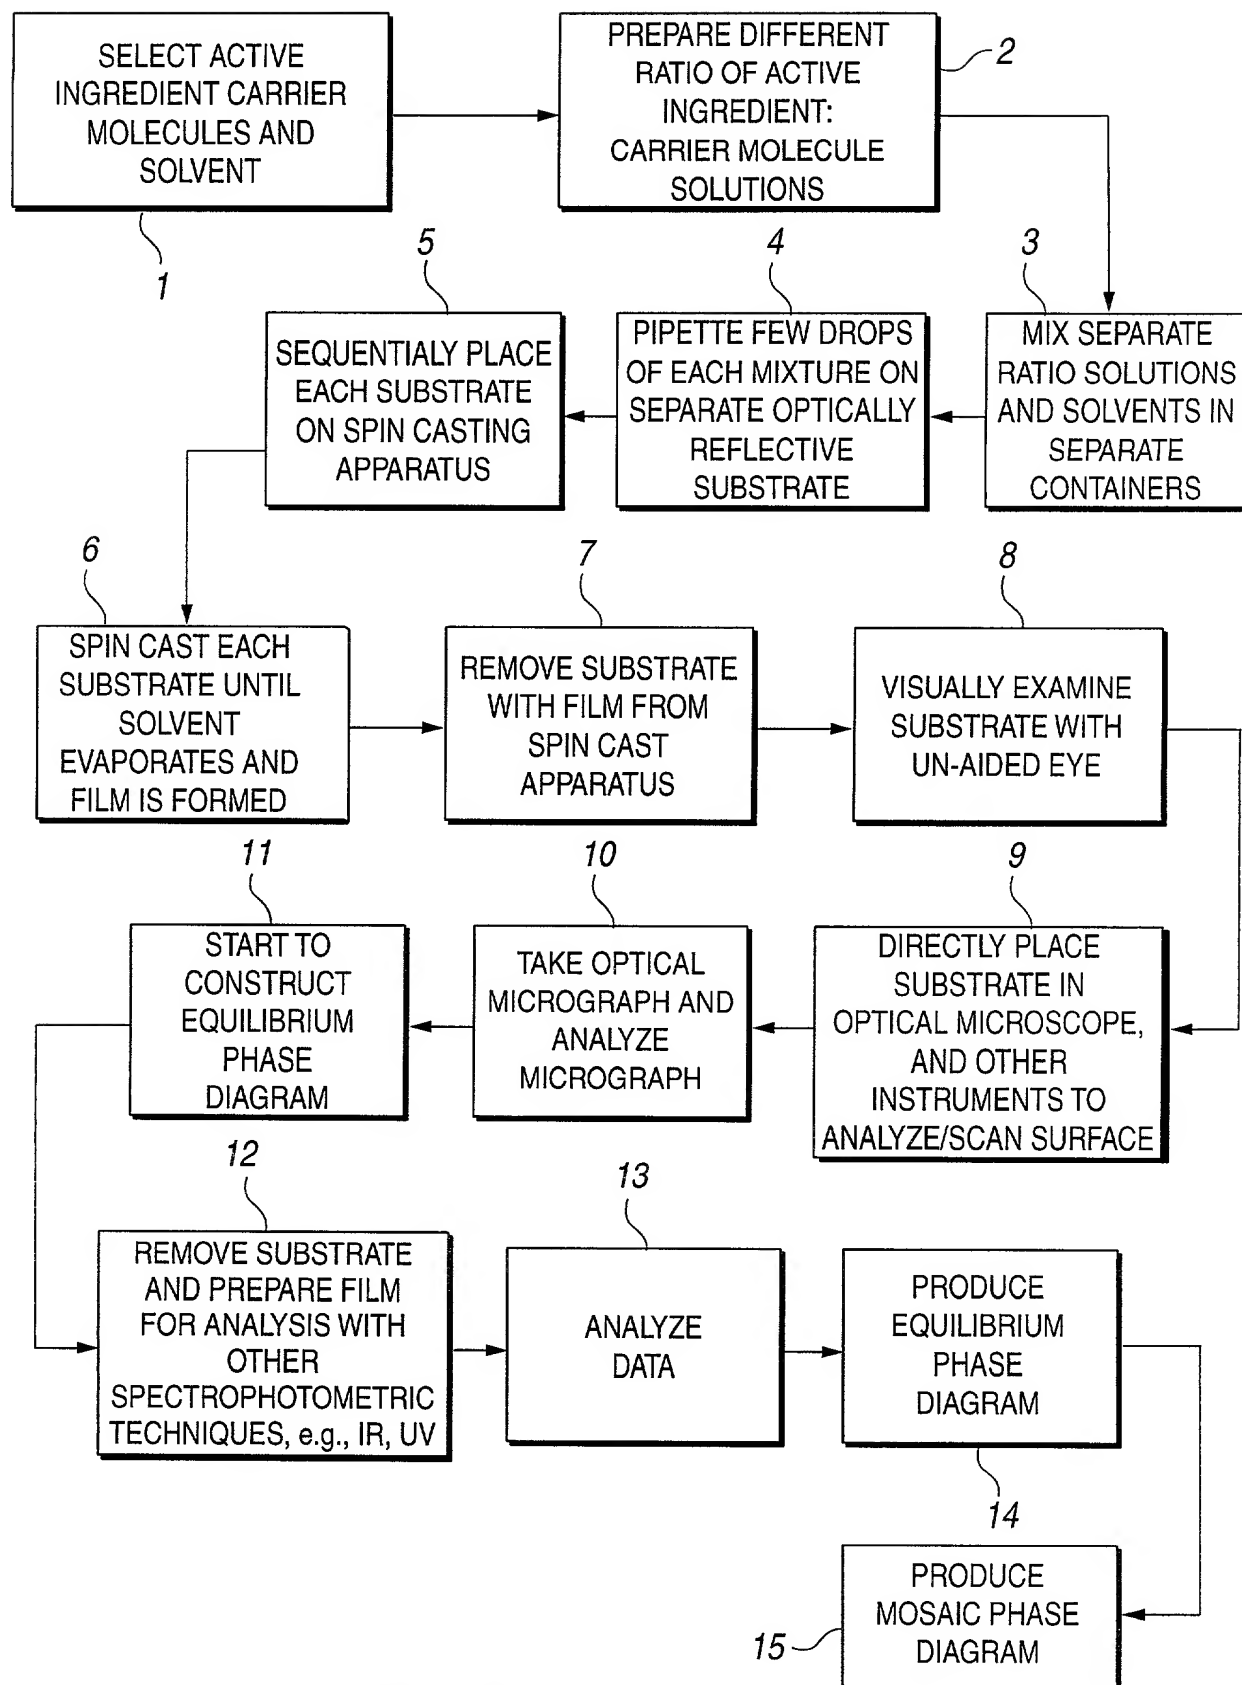 SELECT ACTIVE
INGREDIENT CARRIER
MOLECULES AND
SOLVENT
1
PREPARE DIFFERENT
RATIO OF ACTIVE
INGREDIENT:
CARRIER MOLECULE
SOLUTIONS
2
3
MIX SEPARATE
RATIO SOLUTIONS
AND SOLVENTS IN
SEPARATE
CONTAINERS
4
PIPETTE FEW DROPS
OF EACH MIXTURE ON
SEPARATE OPTICALLY
REFLECTIVE
SUBSTRATE
5
SEQUENTIALY PLACE
EACH SUBSTRATE
ON SPIN CASTING
APPARATUS
6
SPIN CAST EACH
SUBSTRATE UNTIL
SOLVENT
EVAPORATES AND
FILM IS FORMED
7
REMOVE SUBSTRATE
WITH FILM FROM
SPIN CAST
APPARATUS
8
VISUALLY EXAMINE
SUBSTRATE WITH
UN-AIDED EYE
9
DIRECTLY PLACE
SUBSTRATE IN
OPTICAL MICROSCOPE,
AND OTHER
INSTRUMENTS TO
ANALYZE/SCAN SURFACE
10
TAKE OPTICAL
MICROGRAPH AND
ANALYZE
MICROGRAPH
11
START TO
CONSTRUCT
EQUILIBRIUM
PHASE
DIAGRAM
12
REMOVE SUBSTRATE
AND PREPARE FILM
FOR ANALYSIS WITH
OTHER
SPECTROPHOTOMETRIC
TECHNIQUES, e.g., IR, UV
13
ANALYZE
DATA
PRODUCE
EQUILIBRIUM
PHASE
DIAGRAM
14
PRODUCE
MOSAIC PHASE
DIAGRAM
15